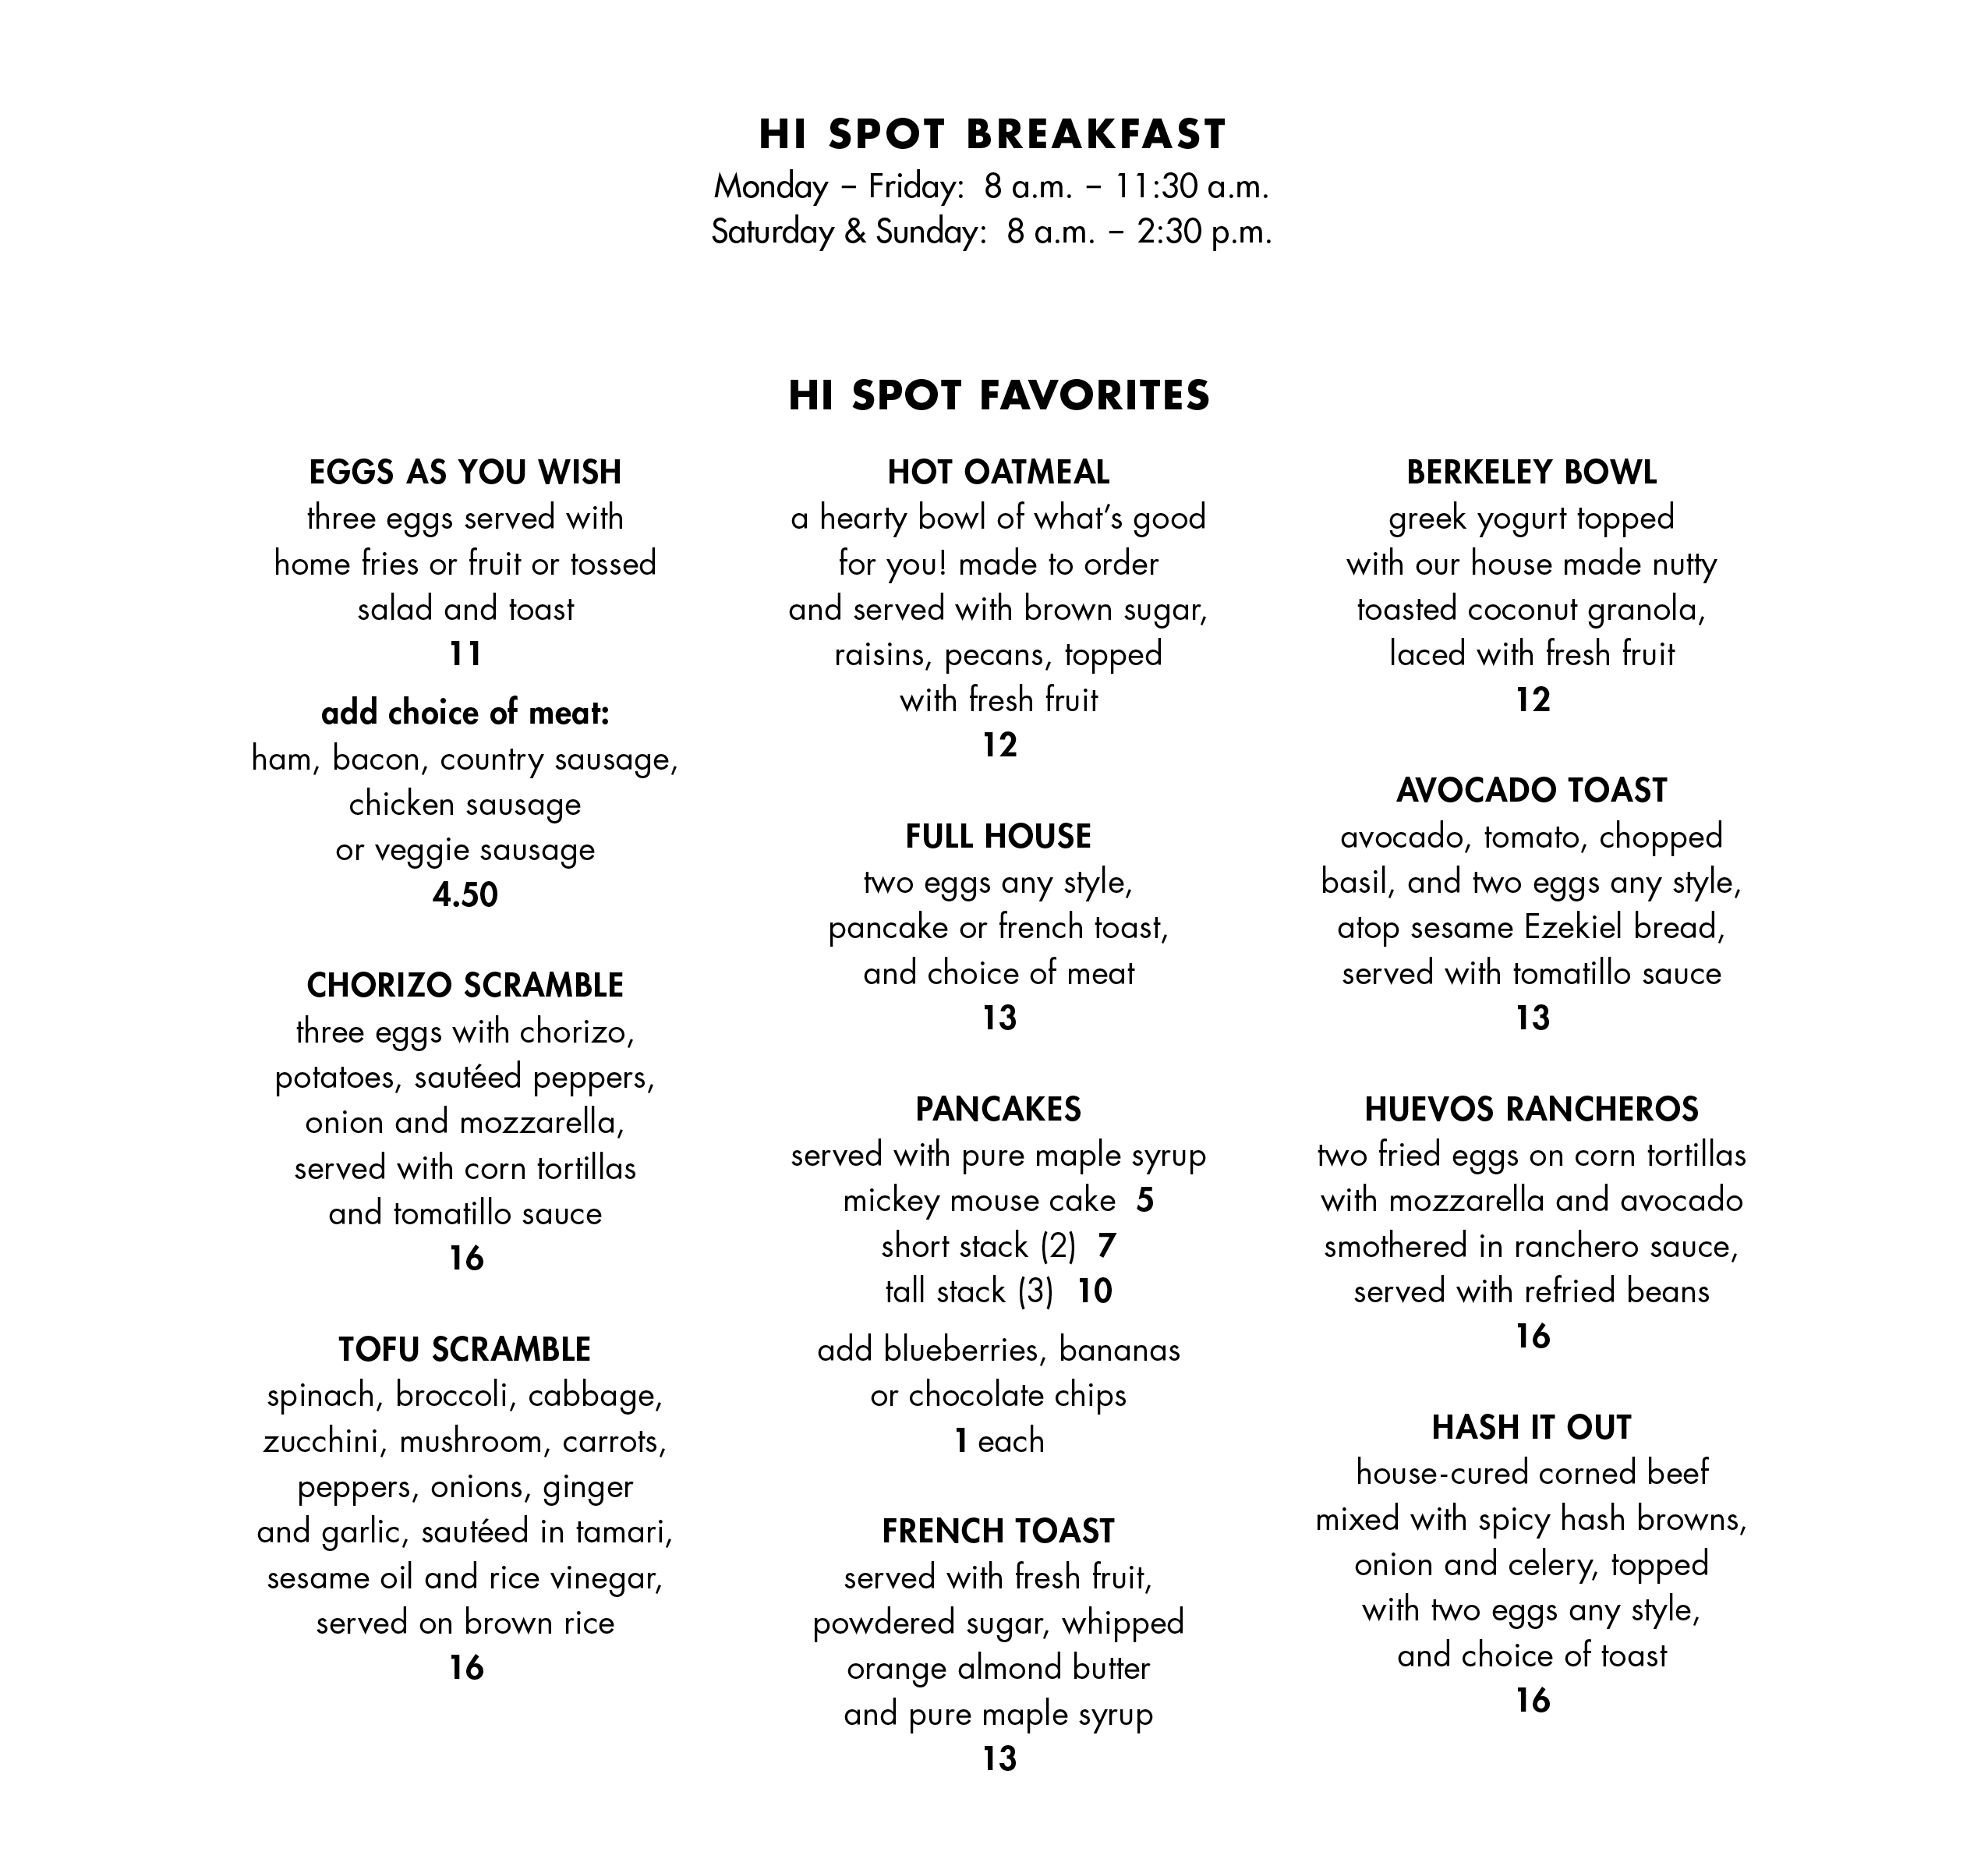 HI SPOT BREAKFAST
Monday – Friday: 8 a.m. – 11:30 a.m.
Saturday & Sunday: 8 a.m. – 2:30 p.m.
HI SPOT FAVORITES
EGGS AS YOU WISH
three eggs served with
home fries or fruit or tossed
salad and toast
11
add choice of meat:
ham, bacon, country sausage,
chicken sausage
or veggie sausage
4.50
CHORIZO SCRAMBLE
three eggs with chorizo,
potatoes, sautéed peppers,
onion and mozzarella,
served with corn tortillas
and tomatillo sauce
16
TOFU SCRAMBLE
spinach, broccoli, cabbage,
zucchini, mushroom, carrots,
peppers, onions, ginger
and garlic, sautéed in tamari,
sesame oil and rice vinegar,
served on brown rice
16
HOT OATMEAL
a hearty bowl of what’s good
for you! made to order
and served with brown sugar,
raisins, pecans, topped
with fresh fruit
12
FULL HOUSE
two eggs any style,
pancake or french toast,
and choice of meat
13
PANCAKES
served with pure maple syrup
mickey mouse cake 5
short stack (2) 7
tall stack (3) 10
add blueberries, bananas
or chocolate chips
1 each
FRENCH TOAST
served with fresh fruit,
powdered sugar, whipped
orange almond butter
and pure maple syrup
13
BERKELEY BOWL
greek yogurt topped
with our house made nutty
toasted coconut granola,
laced with fresh fruit
12
AVOCADO TOAST
avocado, tomato, chopped
basil, and two eggs any style,
atop sesame Ezekiel bread,
served with tomatillo sauce
13
HUEVOS RANCHEROS
two fried eggs on corn tortillas
with mozzarella and avocado
smothered in ranchero sauce,
served with refried beans
16
HASH IT OUT
house-cured corned beef
mixed with spicy hash browns,
onion and celery, topped
with two eggs any style,
and choice of toast
16